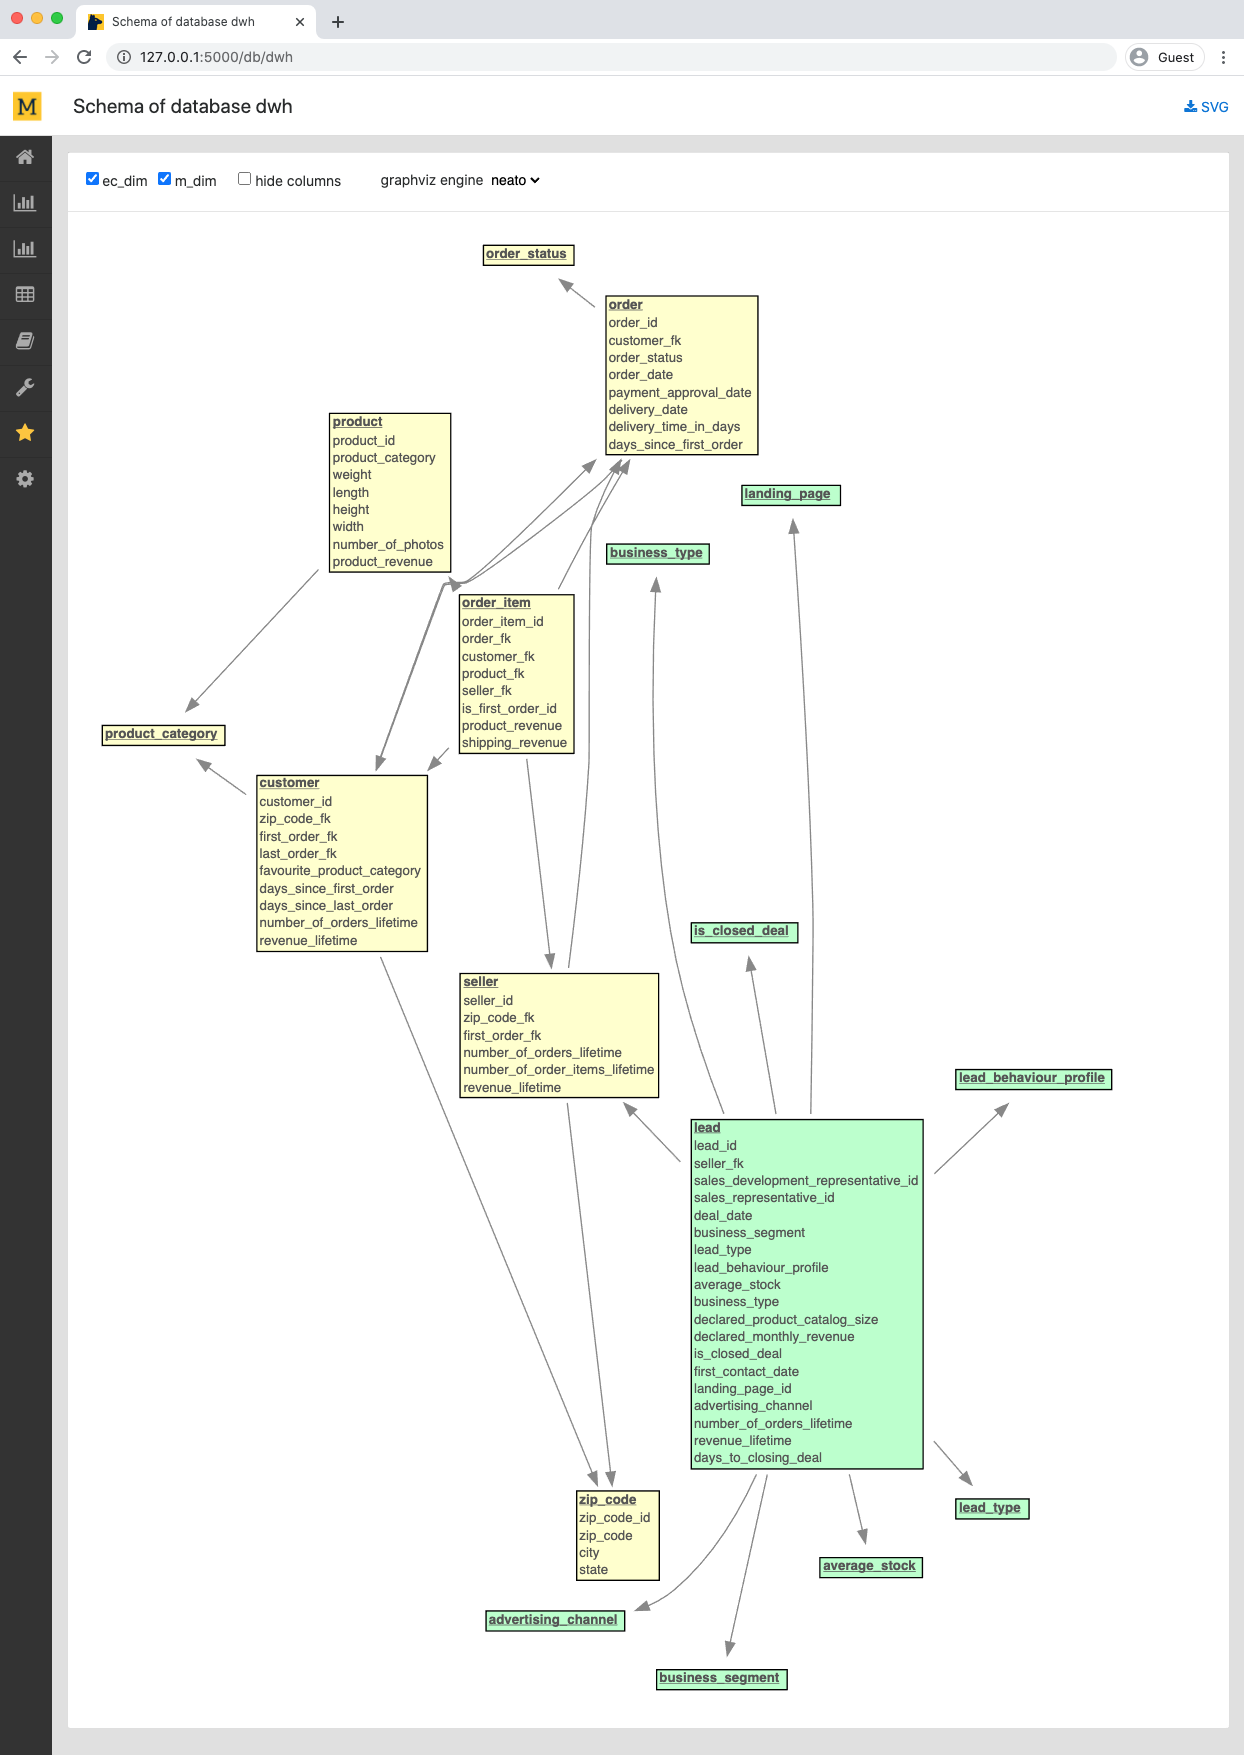 Schema of database dwh
127.0.0.1:5000/db/dwh
Guest
M
Schema of database dwh
SVG
ec_dim
m_dim
hide columns
graphviz engine neato
order_status
order
order_id
customer_fk
order_status
order_date
payment_approval_date
delivery_date
delivery_time_in_days
days_since_first_order
product
product_id
product_category
weight
length
height
width
number_of_photos
product_revenue
landing_page
business_type
order_item
order_item_id
order_fk
customer_fk
product_fk
seller_fk
is_first_order_id
product_revenue
shipping_revenue
product_category
customer
customer_id
zip_code_fk
first_order_fk
last_order_fk
favourite_product_category
days_since_first_order
days_since_last_order
number_of_orders_lifetime
revenue_lifetime
is_closed_deal
seller
seller_id
zip_code_fk
first_order_fk
number_of_orders_lifetime
number_of_order_items_lifetime
revenue_lifetime
lead_behaviour_profile
lead
lead_id
seller_fk
sales_development_representative_id
sales_representative_id
deal_date
business_segment
lead_type
lead_behaviour_profile
average_stock
business_type
declared_product_catalog_size
declared_monthly_revenue
is_closed_deal
first_contact_date
landing_page_id
advertising_channel
number_of_orders_lifetime
revenue_lifetime
days_to_closing_deal
zip_code
zip_code_id
zip_code
city
state
lead_type
average_stock
advertising_channel
business_segment